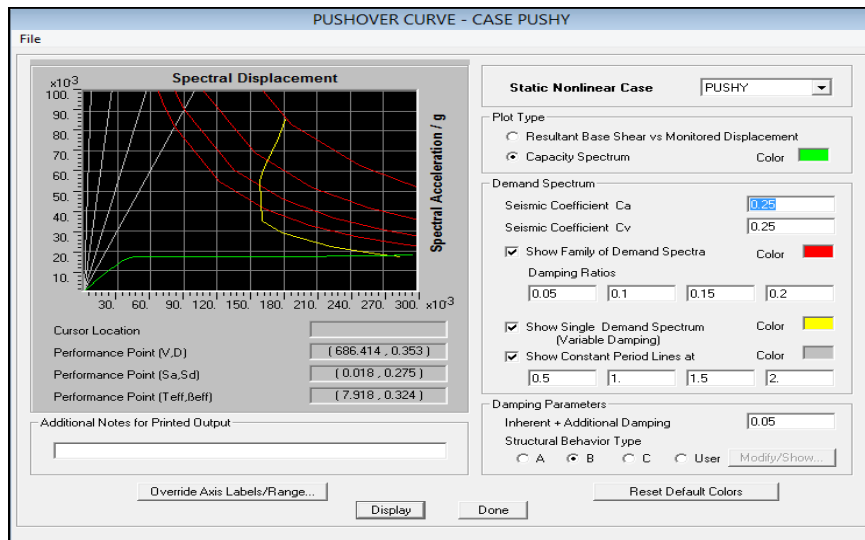 PUSHOVER CURVE - CASE PUSHY
File
Spectral Displacement
x10³
100.
90.
80.
70.
60.
50.
40.
30.
20.
10.
Spectral Acceleration / g
30. 60. 90. 120. 150. 180. 210. 240. 270. 300. x10⁻³
Cursor Location
Performance Point (V,D) ( 686.414 , 0.353 )
Performance Point (Sa,Sd) ( 0.018 , 0.275 )
Performance Point (Teff,ßeff) ( 7.918 , 0.324 )
Additional Notes for Printed Output
Override Axis Labels/Range...
Static Nonlinear Case PUSHY
Plot Type
Resultant Base Shear vs Monitored Displacement
Capacity Spectrum Color
Demand Spectrum
Seismic Coefficient Ca 0.25
Seismic Coefficient Cv 0.25
Show Family of Demand Spectra Color
Damping Ratios
0.05 0.1 0.15 0.2
Show Single Demand Spectrum Color
(Variable Damping)
Show Constant Period Lines at Color
0.5 1. 1.5 2.
Damping Parameters
Inherent + Additional Damping 0.05
Structural Behavior Type
A B C User Modify/Show...
Reset Default Colors
Display Done